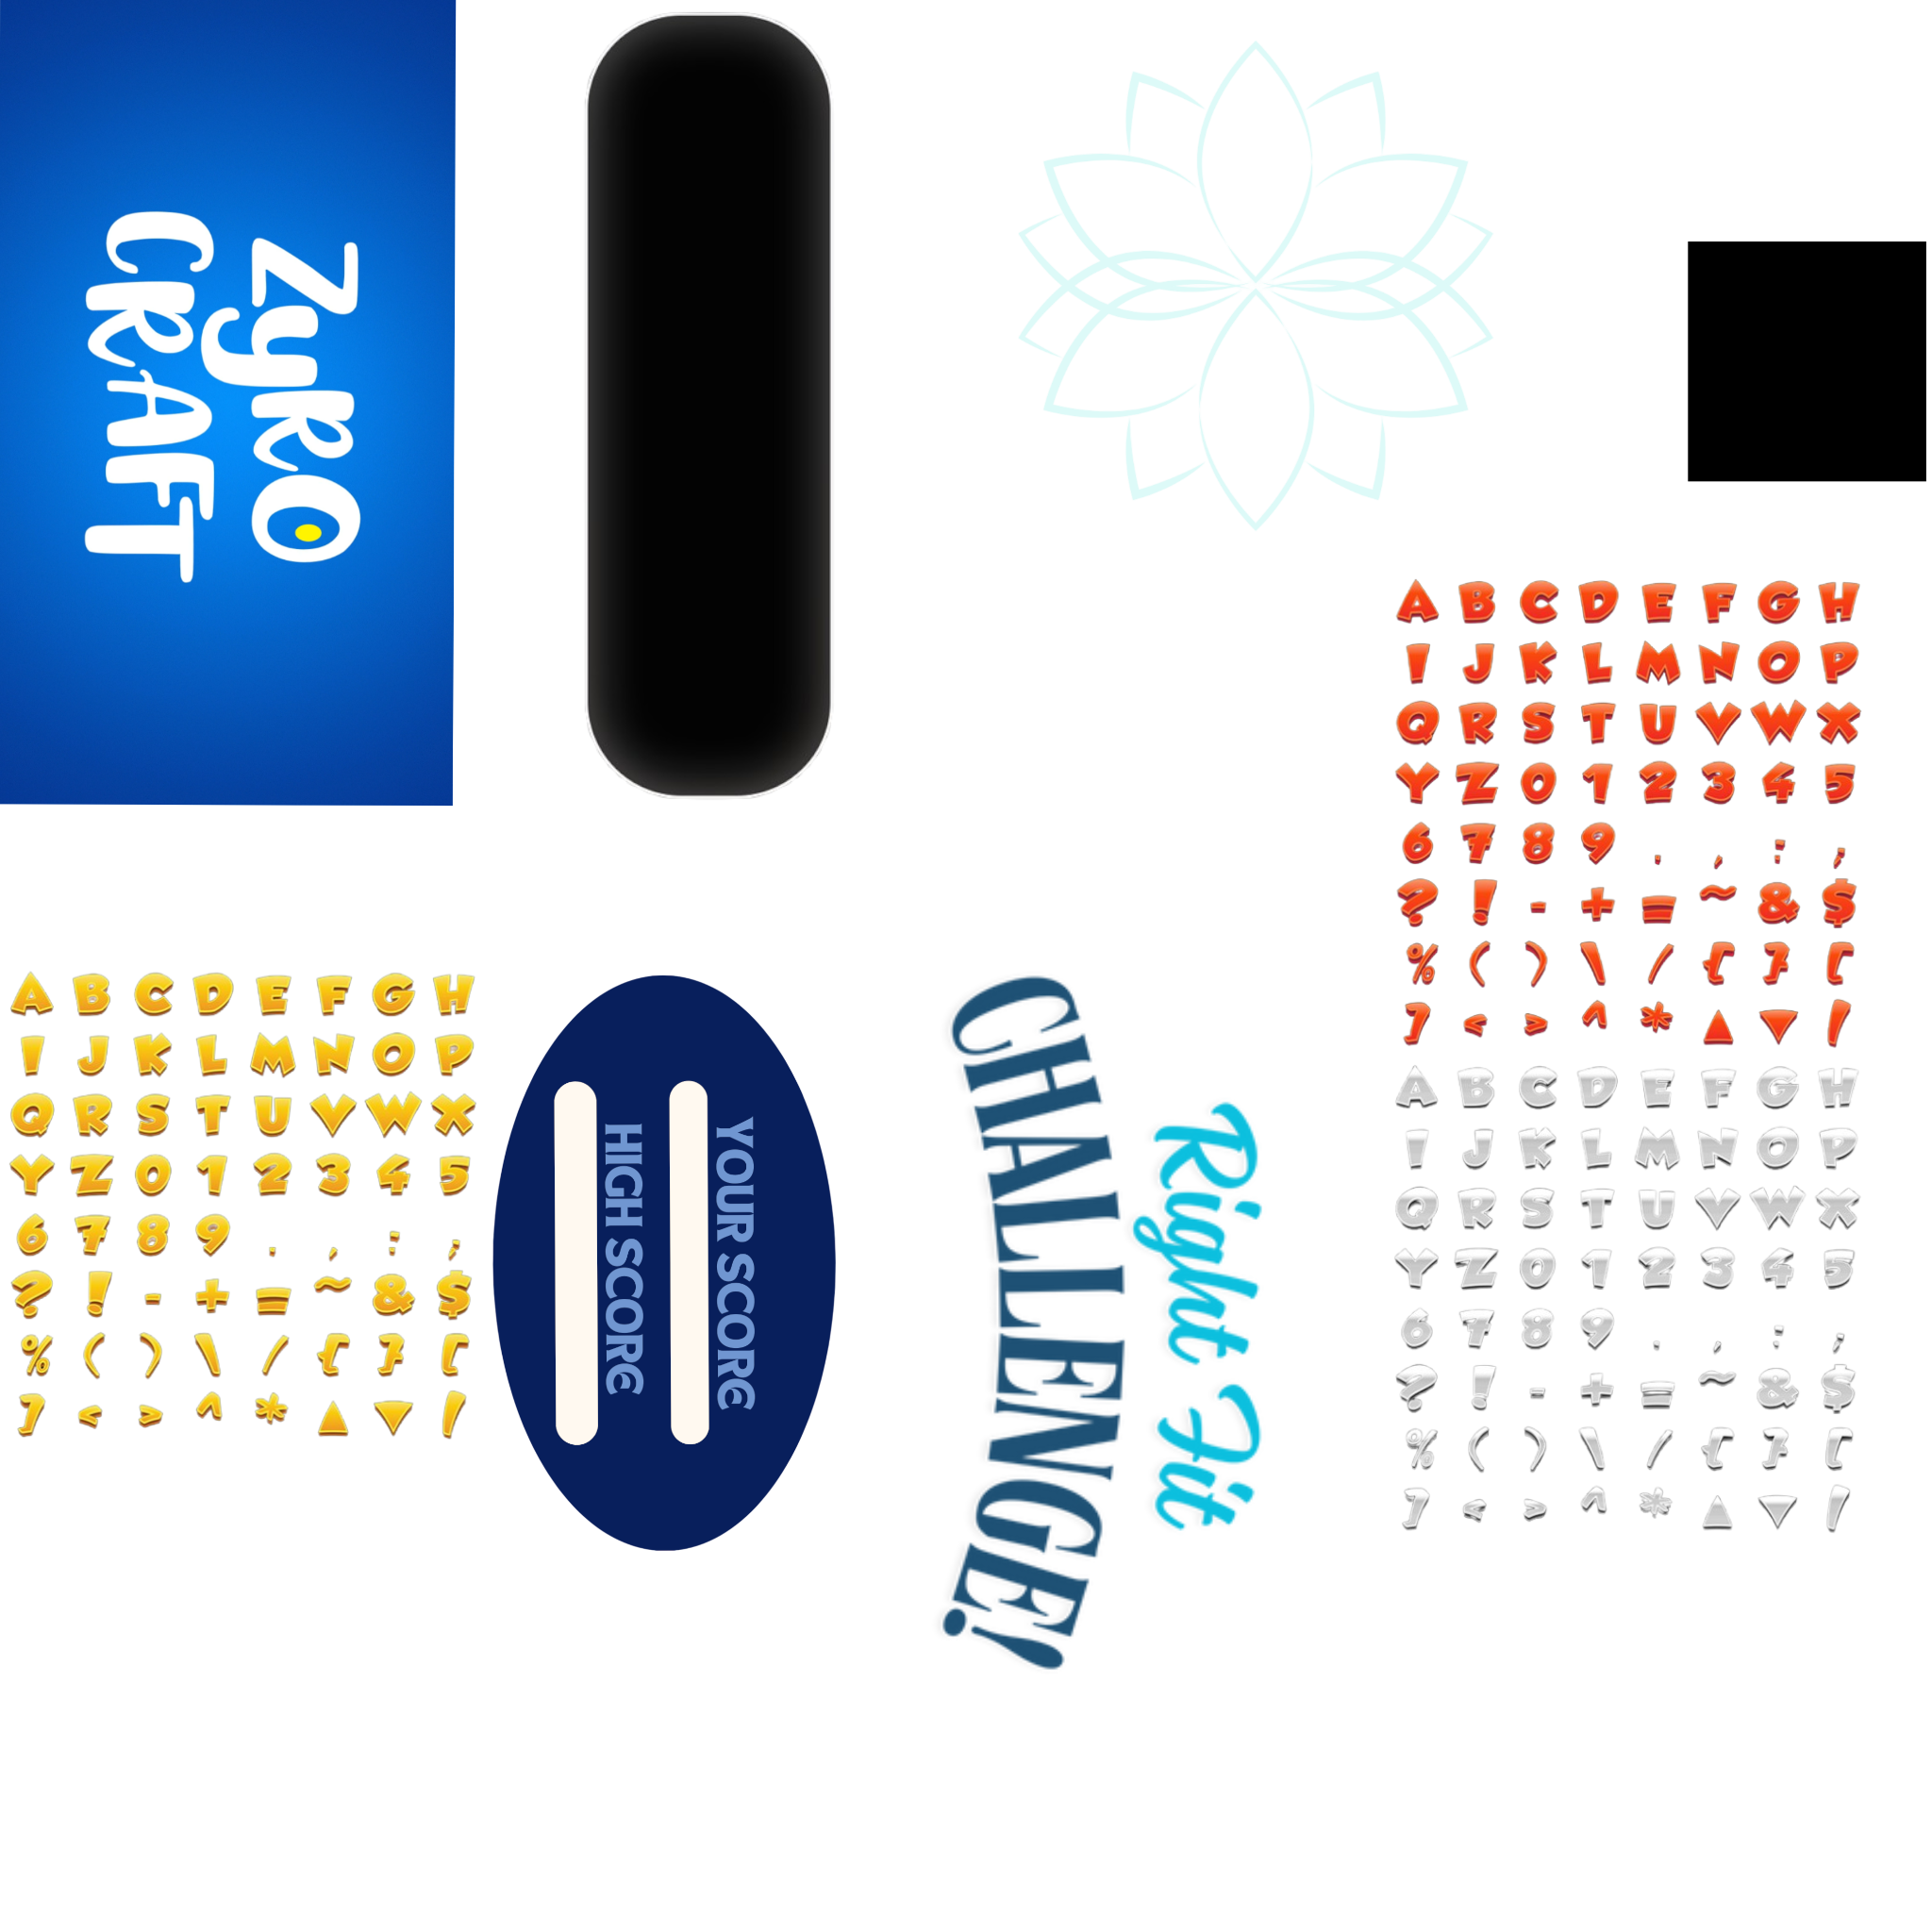 ZyKO
CRAFT
A B C D E F G H
I J K L M N O P
Q R S T U V W X
Y Z 0 1 2 3 4 5
6 7 8 9 . , : ;
? ! - + = ~ & $
% ( ) \ / { } [
] < > ^ * ▲ ▼ |
A B C D E F G H
I J K L M N O P
Q R S T U V W X
Y Z 0 1 2 3 4 5
6 7 8 9 . , : ;
? ! - + = ~ & $
% ( ) \ / { } [
] < > ^ * ▲ ▼ |
YOUR SCORE
HIGH SCORE
Right Fit
CHALLENGE!
A B C D E F G H
I J K L M N O P
Q R S T U V W X
Y Z 0 1 2 3 4 5
6 7 8 9 . , : ;
? ! - + = ~ & $
% ( ) \ / { } [
] < > ^ * ▲ ▼ |